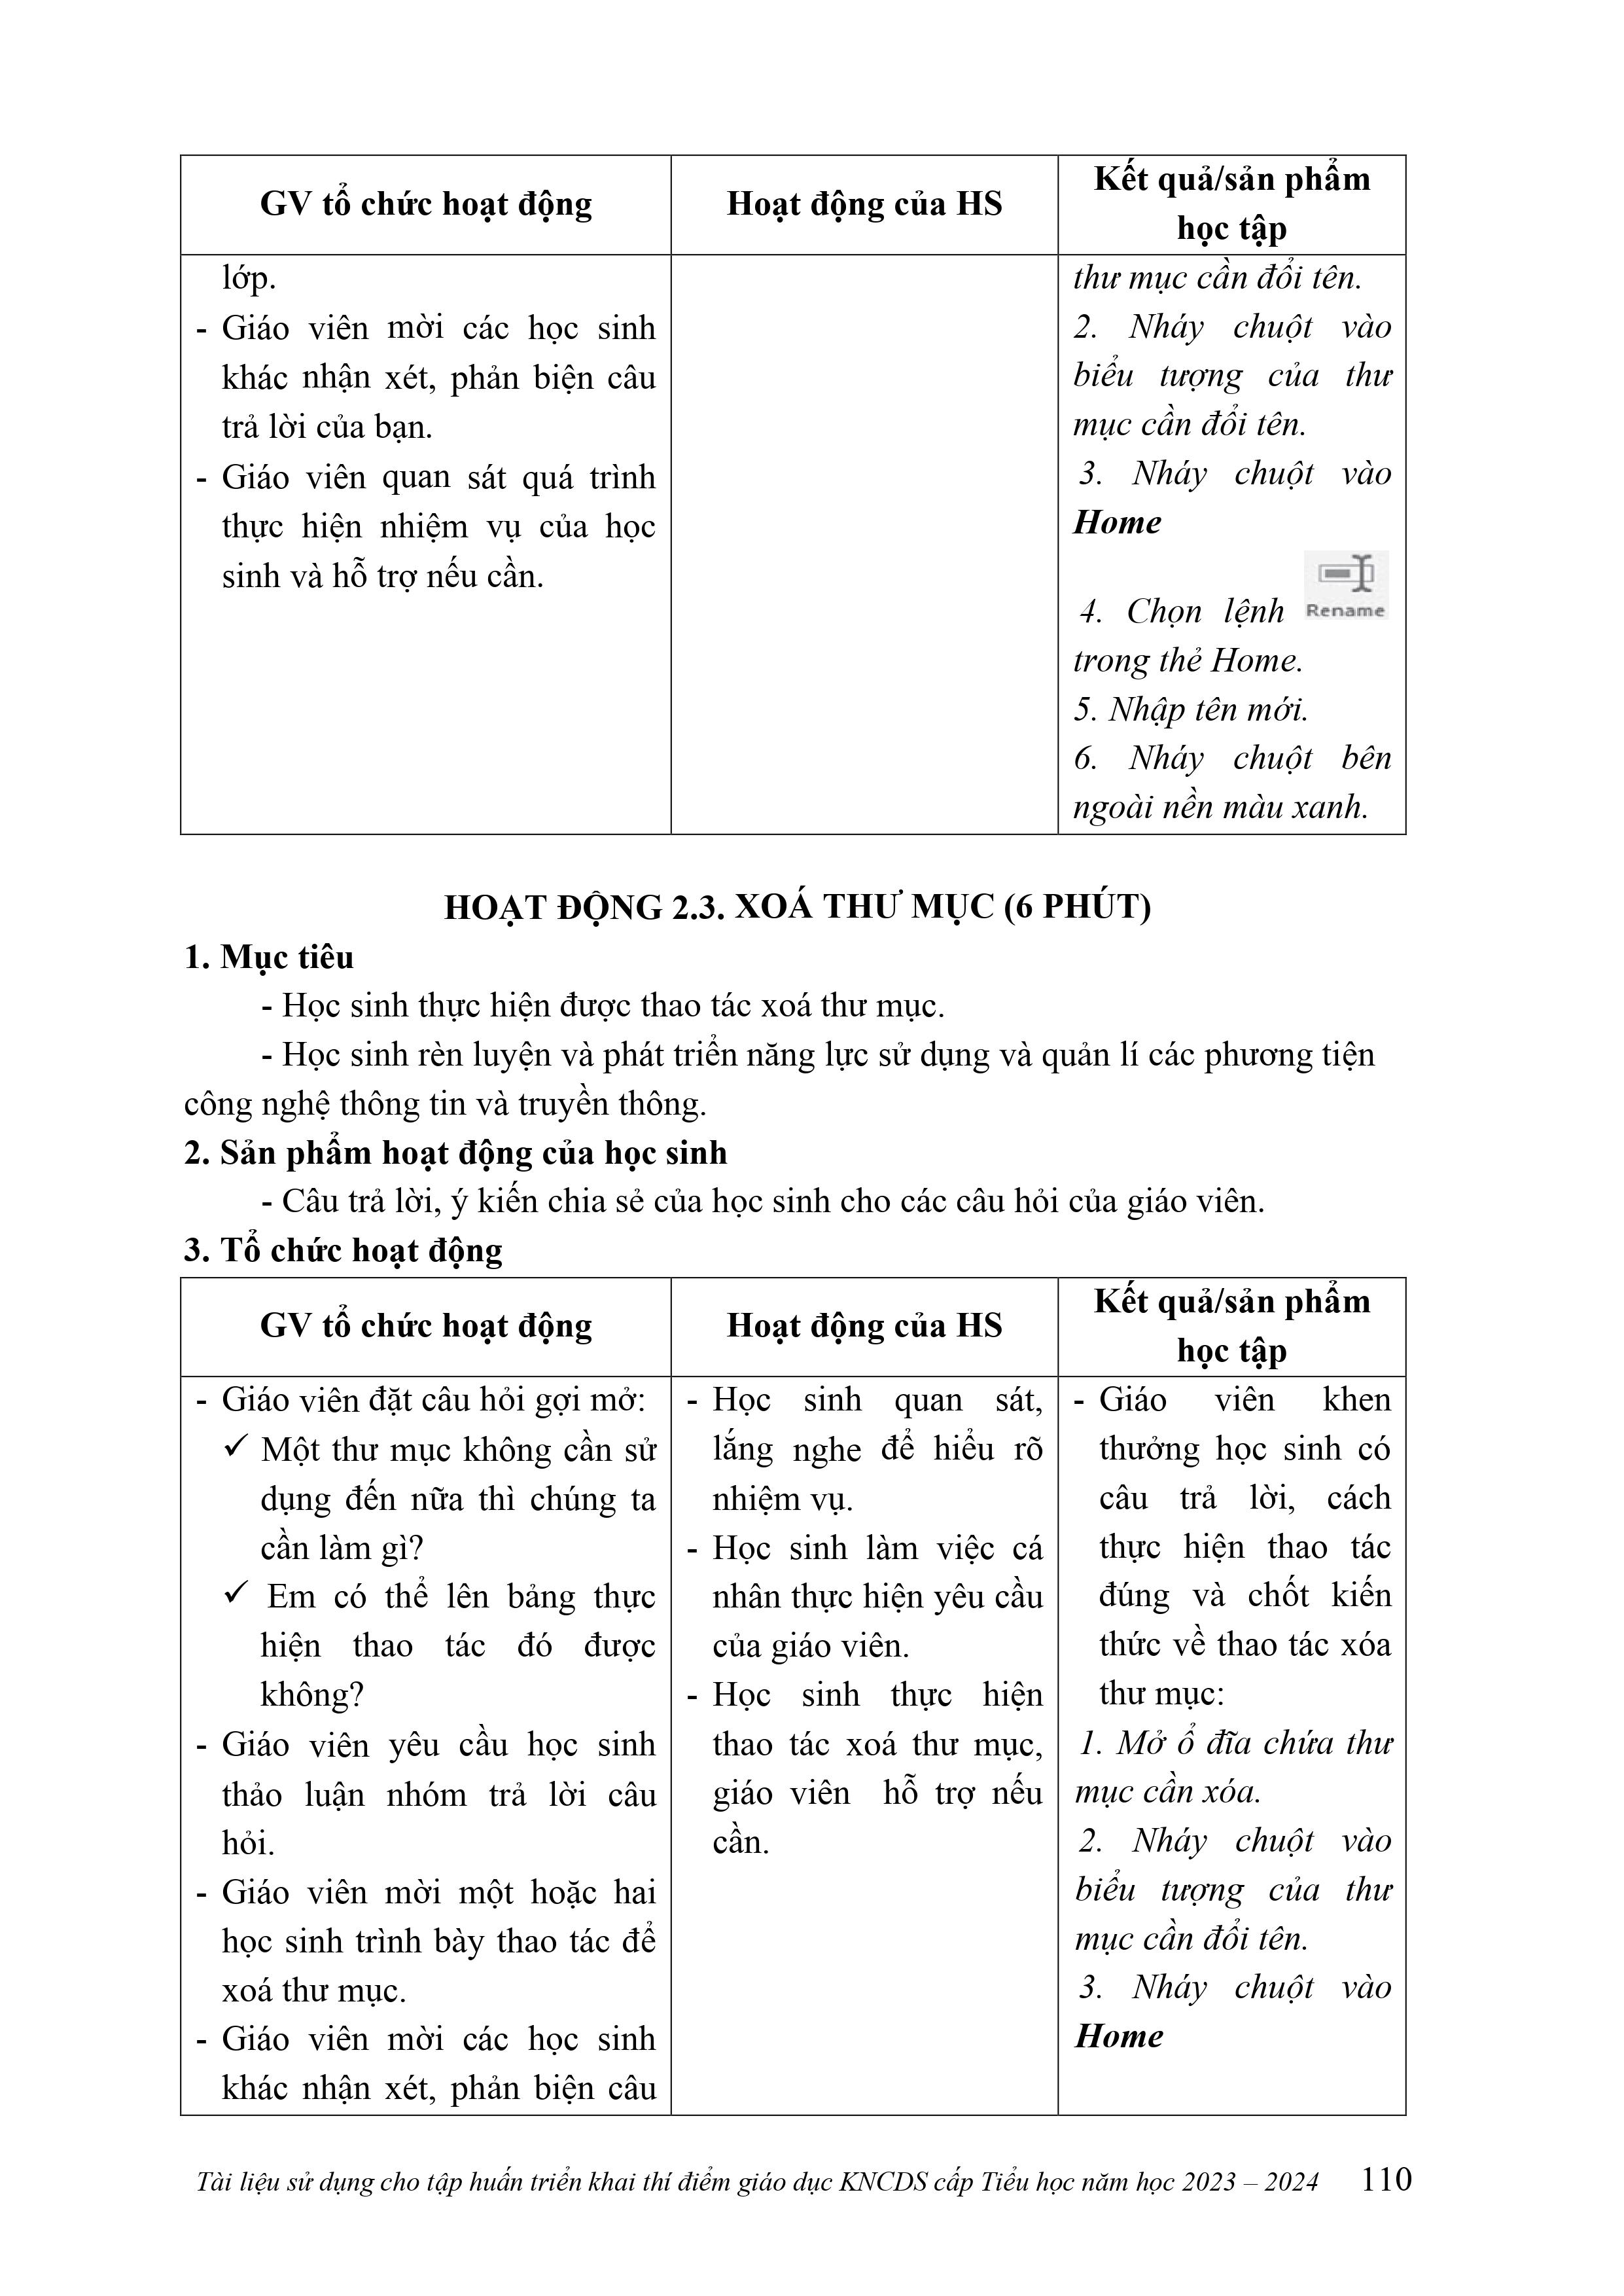 GV tổ chức hoạt động
Hoạt động của HS
Kết quả/sản phẩm
học tập
lớp.
- Giáo viên mời các học sinh
khác nhận xét, phản biện câu
trả lời của bạn.
- Giáo viên quan sát quá trình
thực hiện nhiệm vụ của học
sinh và hỗ trợ nếu cần.
thư mục cần đổi tên.
2. Nháy chuột vào
biểu tượng của thư
mục cần đổi tên.
3. Nháy chuột vào
Home
4. Chọn lệnh Rename
trong thẻ Home.
5. Nhập tên mới.
6. Nháy chuột bên
ngoài nền màu xanh.
HOẠT ĐỘNG 2.3. XOÁ THƯ MỤC (6 PHÚT)
1. Mục tiêu
- Học sinh thực hiện được thao tác xoá thư mục.
- Học sinh rèn luyện và phát triển năng lực sử dụng và quản lí các phương tiện
công nghệ thông tin và truyền thông.
2. Sản phẩm hoạt động của học sinh
- Câu trả lời, ý kiến chia sẻ của học sinh cho các câu hỏi của giáo viên.
3. Tổ chức hoạt động
GV tổ chức hoạt động
Hoạt động của HS
Kết quả/sản phẩm
học tập
- Giáo viên đặt câu hỏi gợi mở:
✓ Một thư mục không cần sử
dụng đến nữa thì chúng ta
cần làm gì?
✓ Em có thể lên bảng thực
hiện thao tác đó được
không?
- Giáo viên yêu cầu học sinh
thảo luận nhóm trả lời câu
hỏi.
- Giáo viên mời một hoặc hai
học sinh trình bày thao tác để
xoá thư mục.
- Giáo viên mời các học sinh
khác nhận xét, phản biện câu
- Học sinh quan sát,
lắng nghe để hiểu rõ
nhiệm vụ.
- Học sinh làm việc cá
nhân thực hiện yêu cầu
của giáo viên.
- Học sinh thực hiện
thao tác xoá thư mục,
giáo viên hỗ trợ nếu
cần.
- Giáo viên khen
thưởng học sinh có
câu trả lời, cách
thực hiện thao tác
đúng và chốt kiến
thức về thao tác xóa
thư mục:
1. Mở ổ đĩa chứa thư
mục cần xóa.
2. Nháy chuột vào
biểu tượng của thư
mục cần đổi tên.
3. Nháy chuột vào
Home
Tài liệu sử dụng cho tập huấn triển khai thí điểm giáo dục KNCDS cấp Tiểu học năm học 2023 – 2024 110